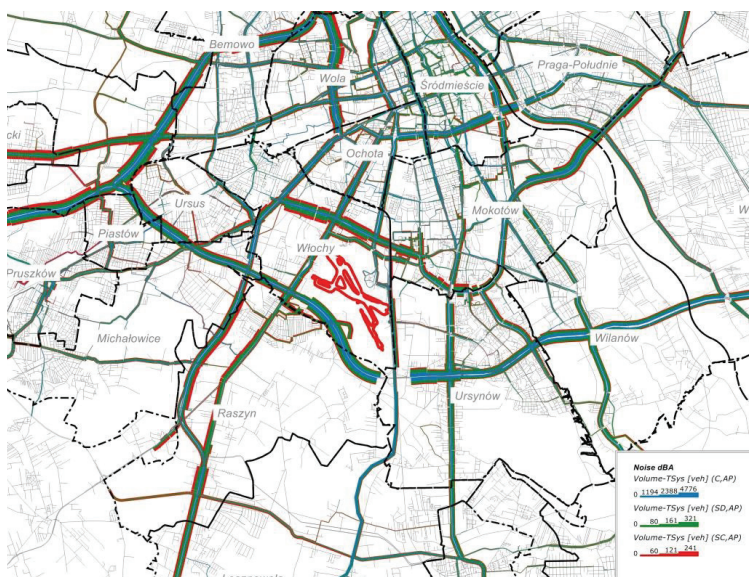 Bemowo
Praga-Południe
Wola
Śródmieście
cki
Ochota
Ursus
Mokotów
W
Piastów
Włochy
Pruszków
Michałowice
Wilanów
Ursynów
Raszyn
Noise dBA
Volume-TSys [veh] (C,AP)
0 1194 2388 4776
Volume-TSys [veh] (SD,AP)
0 80 161 321
Volume-TSys [veh] (SC,AP)
0 60 121 241